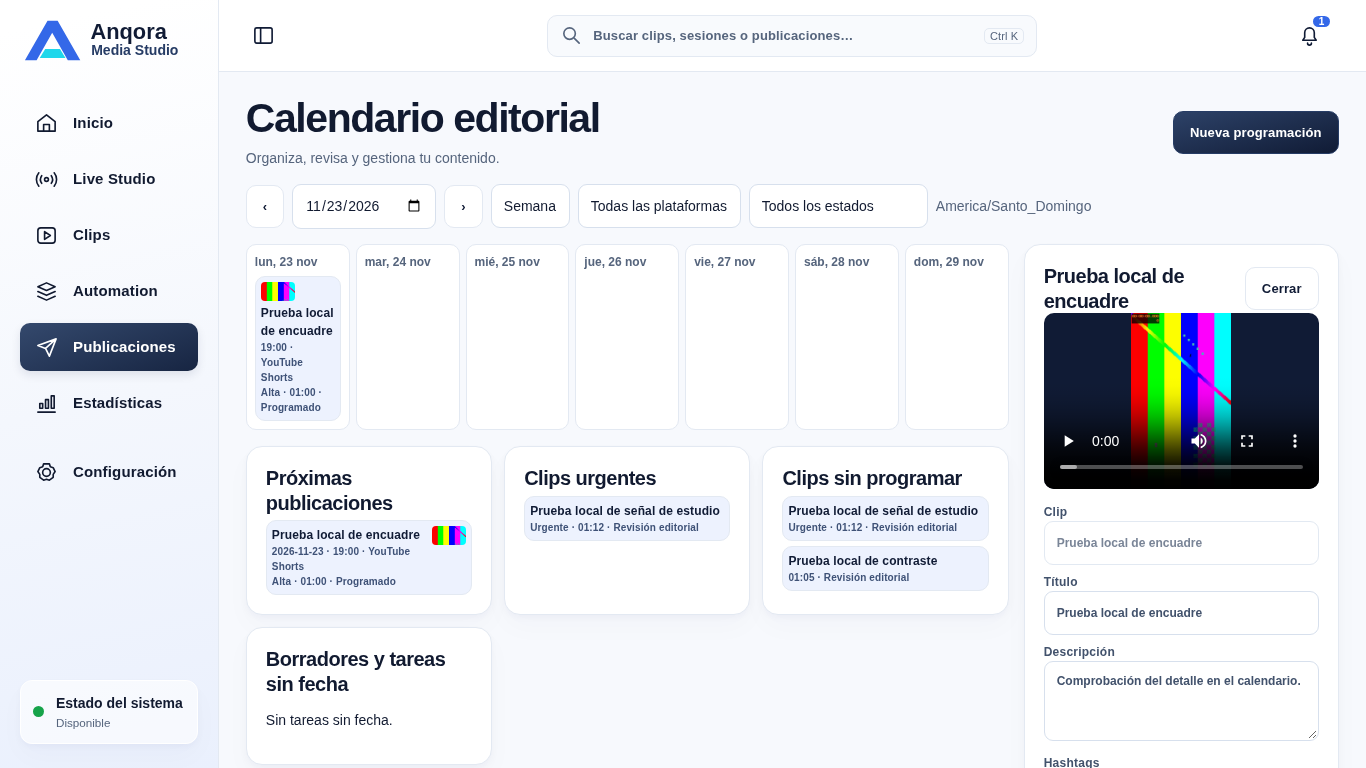 Anqora
Media Studio
Inicio
Live Studio
Clips
Automation
Publicaciones
Estadísticas
Configuración
Estado del sistema
Disponible
Buscar clips, sesiones o publicaciones…
Ctrl K
1
Calendario editorial
Organiza, revisa y gestiona tu contenido.
Nueva programación
‹
11/23/2026
›
Semana
Todas las plataformas
Todos los estados
America/Santo_Domingo
lun, 23 nov
Prueba local
de encuadre
19:00 ·
YouTube
Shorts
Alta · 01:00 ·
Programado
mar, 24 nov
mié, 25 nov
jue, 26 nov
vie, 27 nov
sáb, 28 nov
dom, 29 nov
Próximas
publicaciones
Prueba local de encuadre
2026-11-23 · 19:00 · YouTube
Shorts
Alta · 01:00 · Programado
Clips urgentes
Prueba local de señal de estudio
Urgente · 01:12 · Revisión editorial
Clips sin programar
Prueba local de señal de estudio
Urgente · 01:12 · Revisión editorial
Prueba local de contraste
01:05 · Revisión editorial
Borradores y tareas
sin fecha
Sin tareas sin fecha.
Prueba local de
encuadre
Cerrar
0:00
Clip
Prueba local de encuadre
Título
Prueba local de encuadre
Descripción
Comprobación del detalle en el calendario.
Hashtags